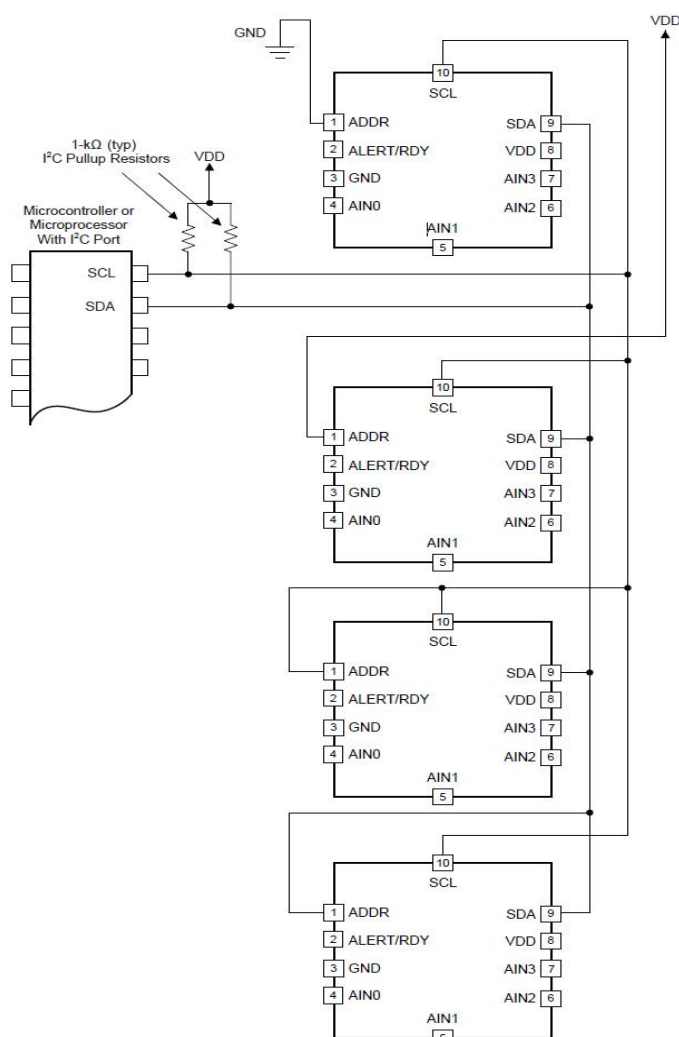 GND
VDD
1-kΩ (typ)
I²C Pullup Resistors
VDD
Microcontroller or
Microprocessor
With I²C Port
SCL
SDA
10
SCL
1 ADDR
SDA 9
2 ALERT/RDY
VDD 8
3 GND
AIN3 7
4 AIN0
AIN2 6
AIN1
5
10
SCL
1 ADDR
SDA 9
2 ALERT/RDY
VDD 8
3 GND
AIN3 7
4 AIN0
AIN2 6
AIN1
5
10
SCL
1 ADDR
SDA 9
2 ALERT/RDY
VDD 8
3 GND
AIN3 7
4 AIN0
AIN2 6
AIN1
5
10
SCL
1 ADDR
SDA 9
2 ALERT/RDY
VDD 8
3 GND
AIN3 7
4 AIN0
AIN2 6
AIN1